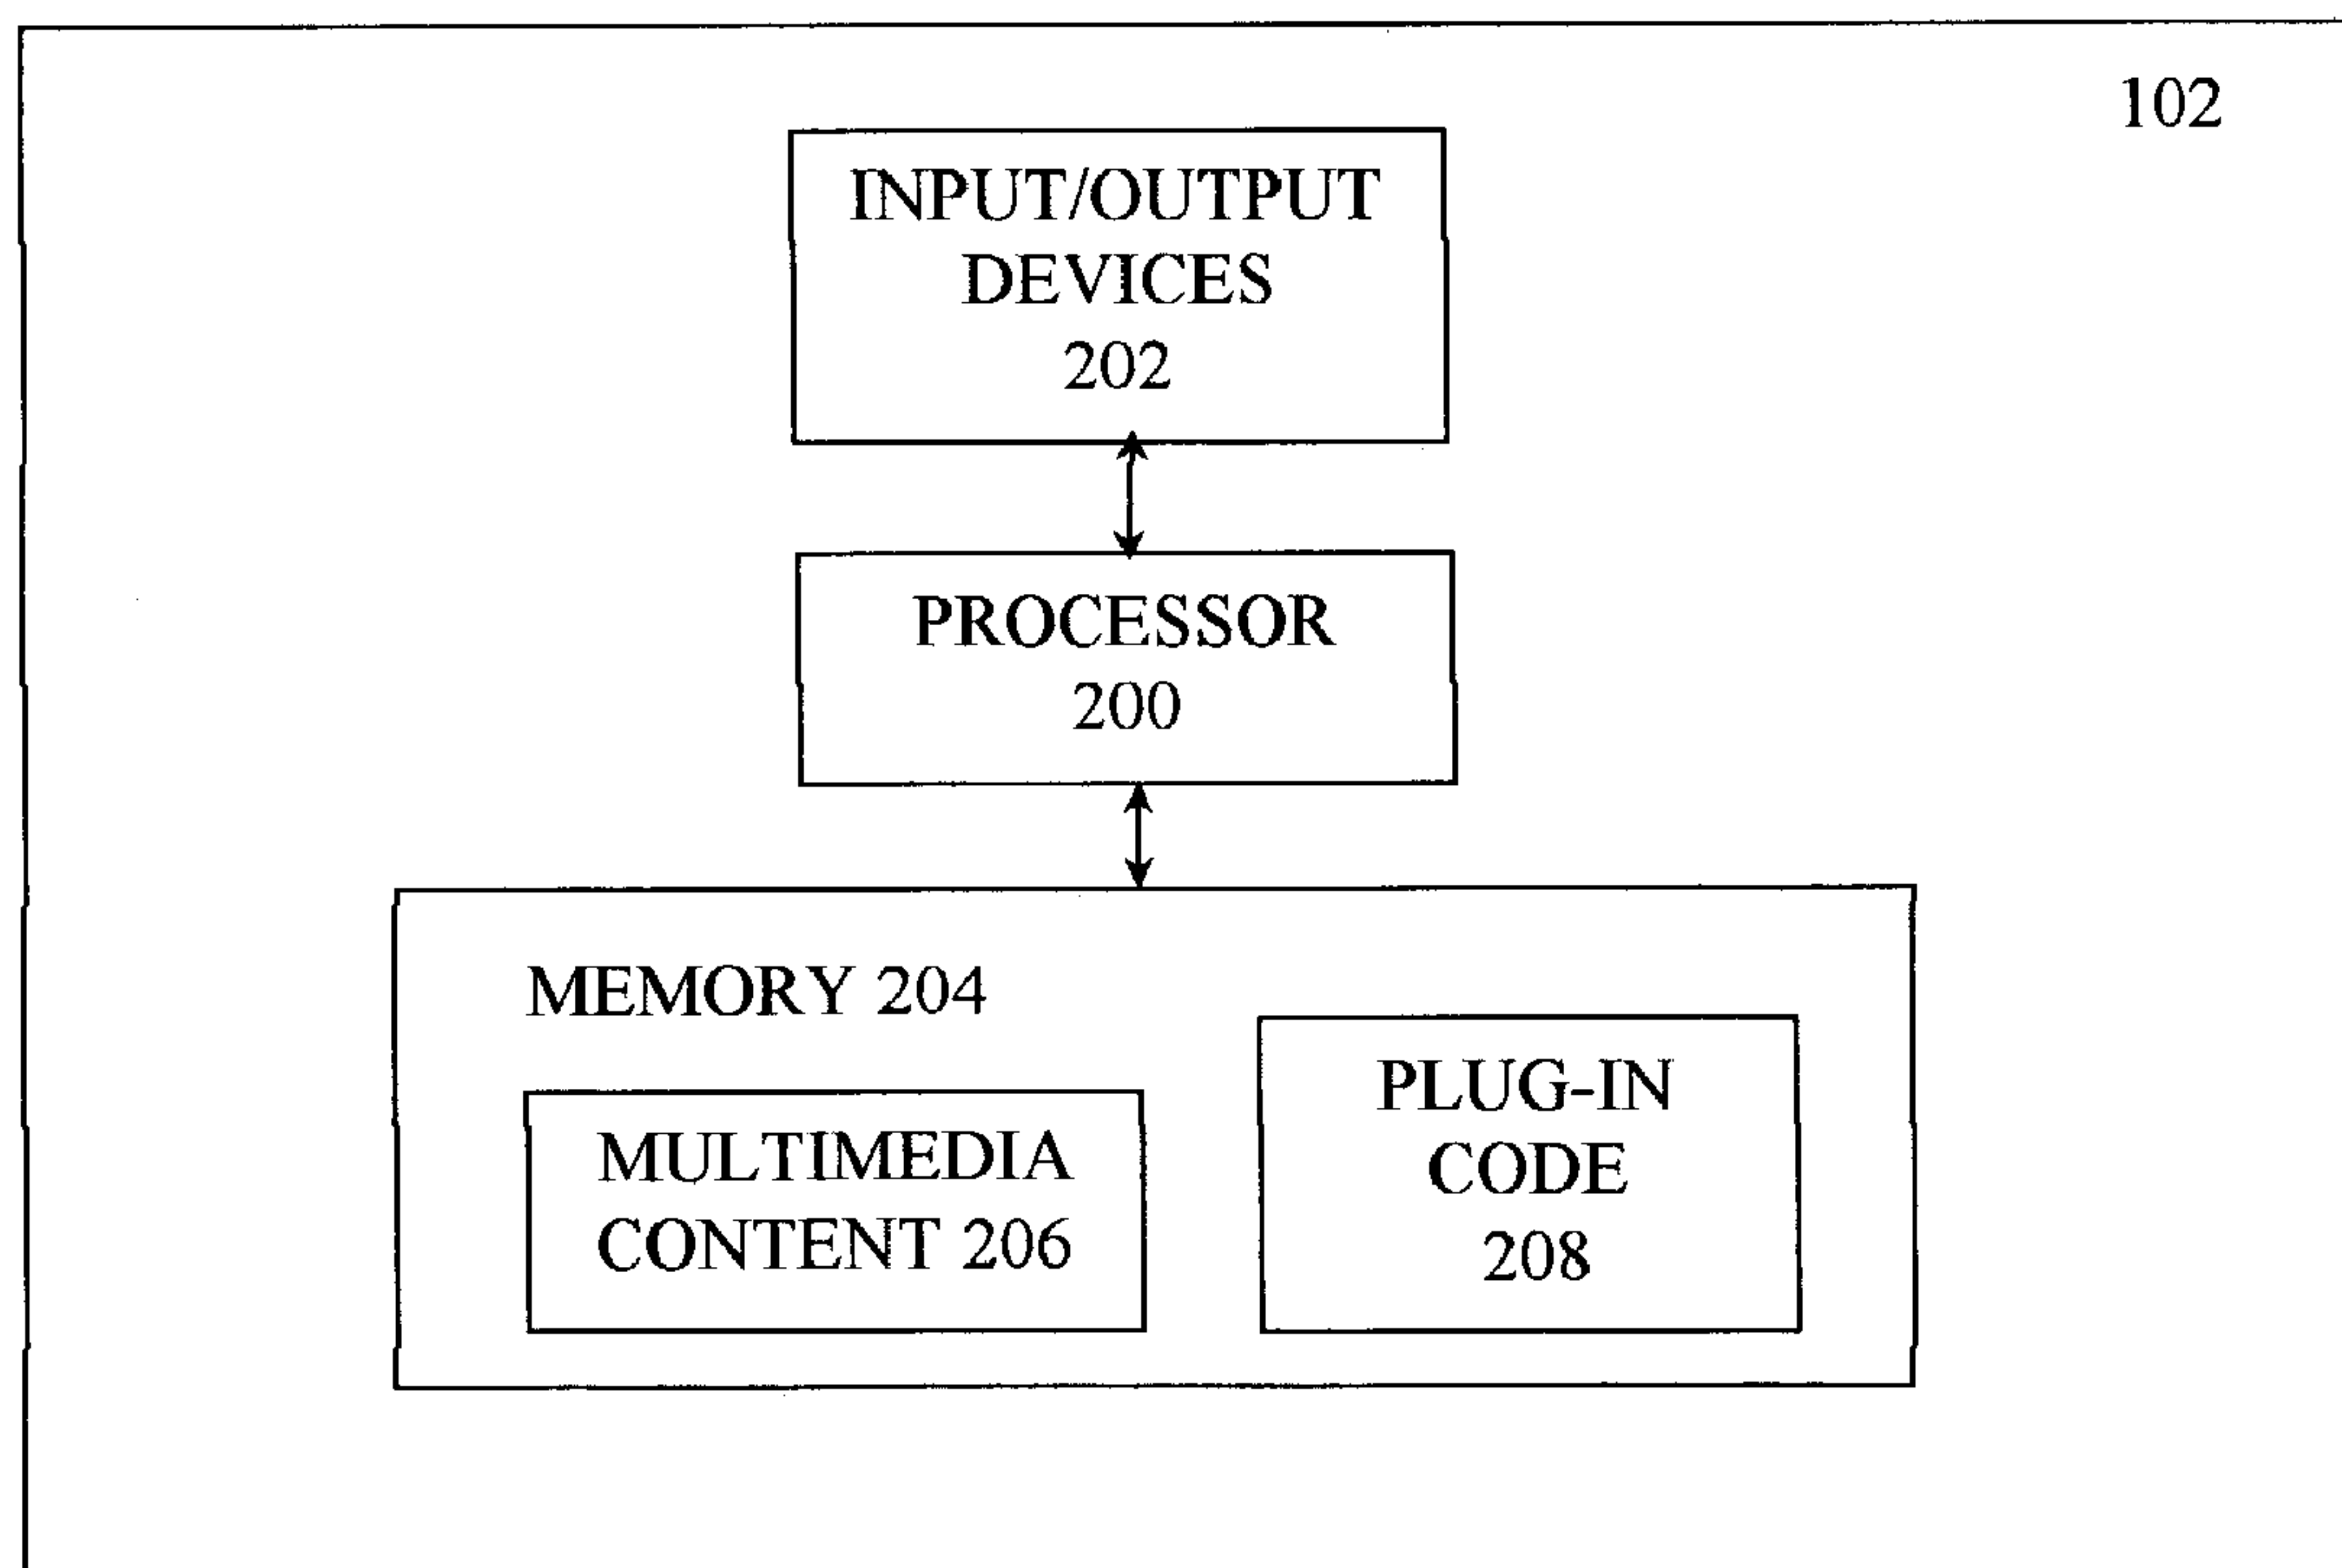 102
INPUT/OUTPUT
DEVICES
202
PROCESSOR
200
MEMORY 204
MULTIMEDIA
CONTENT 206
PLUG-IN
CODE
208